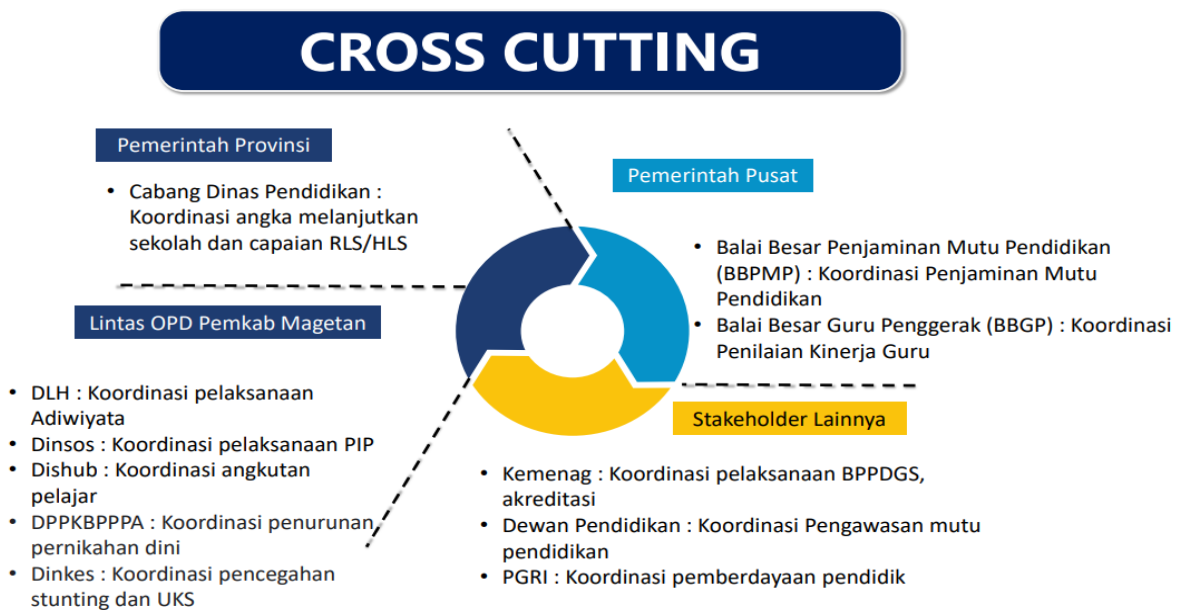 CROSS CUTTING
Pemerintah Provinsi
• Cabang Dinas Pendidikan :
Koordinasi angka melanjutkan
sekolah dan capaian RLS/HLS
Pemerintah Pusat
• Balai Besar Penjaminan Mutu Pendidikan
(BBPMP) : Koordinasi Penjaminan Mutu
Pendidikan
• Balai Besar Guru Penggerak (BBGP) : Koordinasi
Penilaian Kinerja Guru
Lintas OPD Pemkab Magetan
• DLH : Koordinasi pelaksanaan
Adiwiyata
• Dinsos : Koordinasi pelaksanaan PIP
• Dishub : Koordinasi angkutan
pelajar
• DPPKBPPPA : Koordinasi penurunan
pernikahan dini
• Dinkes : Koordinasi pencegahan
stunting dan UKS
Stakeholder Lainnya
• Kemenag : Koordinasi pelaksanaan BPPDGS,
akreditasi
• Dewan Pendidikan : Koordinasi Pengawasan mutu
pendidikan
• PGRI : Koordinasi pemberdayaan pendidik